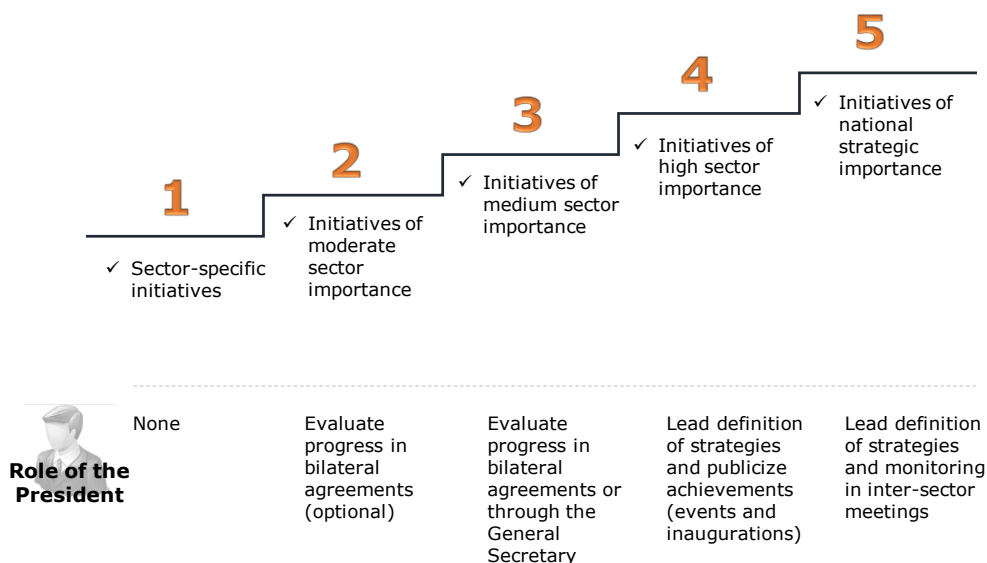 1
✓ Sector-specific
initiatives
2
✓ Initiatives of
moderate
sector
importance
3
✓ Initiatives of
medium sector
importance
4
✓ Initiatives of
high sector
importance
5
✓ Initiatives of
national
strategic
importance
Role of the
President
None
Evaluate
progress in
bilateral
agreements
(optional)
Evaluate
progress in
bilateral
agreements or
through the
General
Secretary
Lead definition
of strategies
and publicize
achievements
(events and
inaugurations)
Lead definition
of strategies
and monitoring
in inter-sector
meetings